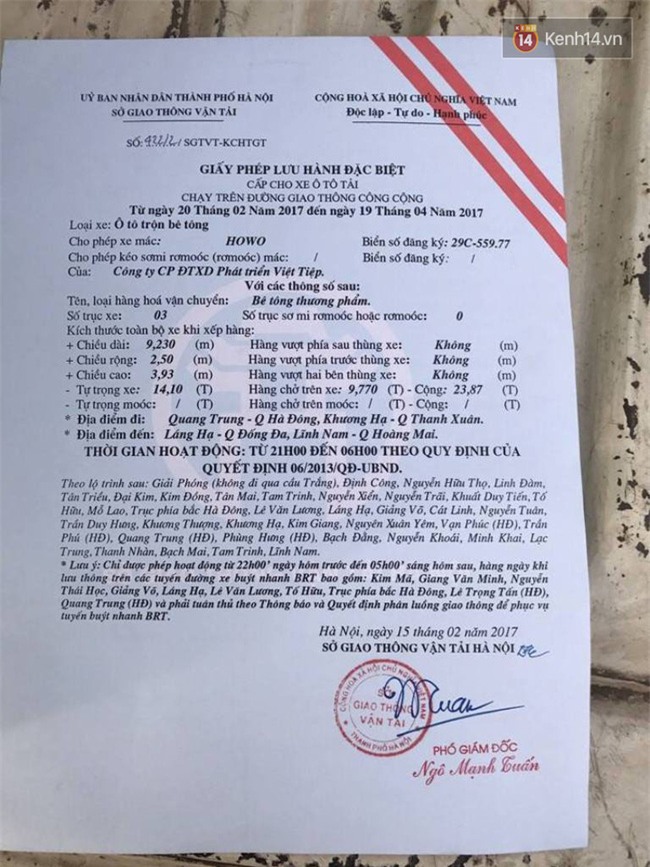 14 Kenh14.vn
UỶ BAN NHÂN DÂN THÀNH PHỐ HÀ NỘI
SỞ GIAO THÔNG VẬN TẢI
CỘNG HOÀ XÃ HỘI CHỦ NGHĨA VIỆT NAM
Độc lập - Tự do - Hạnh phúc
SỐ: SGTVT-KCHTGT
GIẤY PHÉP LƯU HÀNH ĐẶC BIỆT
CẤP CHO XE Ô TÔ TẢI
CHẠY TRÊN ĐƯỜNG GIAO THÔNG CÔNG CỘNG
Từ ngày 20 Tháng 02 Năm 2017 đến ngày 19 Tháng 04 Năm 2017
Loại xe: Ô tô trộn bê tông
Cho phép xe mác: HOWO Biển số đăng ký: 29C-559.77
Cho phép kéo sơmi rơmoóc (rơmoóc) mác: / Biển số đăng ký: /
Của: Công ty CP ĐTXD Phát triển Việt Tiệp.
Với các thông số sau:
Tên, loại hàng hoá vận chuyển: Bê tông thương phẩm.
Số trục xe: 03 Số trục sơ mi rơmoóc hoặc rơmoóc: 0
Kích thước toàn bộ xe khi xếp hàng:
+ Chiều dài: 9,230 (m) Hàng vượt phía sau thùng xe: Không (m)
+ Chiều rộng: 2,50 (m) Hàng vượt phía trước thùng xe: Không (m)
+ Chiều cao: 3,93 (m) Hàng vượt hai bên thùng xe: Không (m)
- Tự trọng xe: 14,10 (T) Hàng chở trên xe: 9,770 (T) - Cộng: 23,87 (T)
- Tự trọng moóc: / (T) Hàng chở trên moóc: / (T) - Cộng: / (T)
* Địa điểm đi: Quang Trung - Q Hà Đông, Khương Hạ - Q Thanh Xuân.
* Địa điểm đến: Láng Hạ - Q Đống Đa, Lĩnh Nam - Q Hoàng Mai.
THỜI GIAN HOẠT ĐỘNG: TỪ 21H00 ĐẾN 06H00 THEO QUY ĐỊNH CỦA
QUYẾT ĐỊNH 06/2013/QĐ-UBND.
Theo lộ trình sau: Giải Phóng (không đi qua cầu Trắng), Định Công, Nguyễn Hữu Thọ, Linh Đàm,
Tân Triều, Đại Kim, Kim Đồng, Tân Mai, Tam Trinh, Nguyễn Xiển, Nguyễn Trãi, Khuất Duy Tiến, Tố
Hữu, Mỗ Lao, Trục phía bắc Hà Đông, Lê Văn Lương, Láng Hạ, Giảng Võ, Cát Linh, Nguyễn Tuân,
Trần Duy Hưng, Khương Thượng, Khương Hạ, Kim Giang, Nguyên Xuân Yêm, Vạn Phúc (HĐ), Trần
Phú (HĐ), Quang Trung (HĐ), Phùng Hưng (HĐ), Bạch Đằng, Nguyễn Khoái, Minh Khai, Lạc
Trung, Thanh Nhàn, Bạch Mai, Tam Trinh, Lĩnh Nam.
* Lưu ý: Chỉ được phép hoạt động từ 22h00' ngày hôm trước đến 05h00' sáng hôm sau, hàng ngày khi
lưu thông trên các tuyến đường xe buýt nhanh BRT bao gồm: Kim Mã, Giang Văn Minh, Nguyễn
Thái Học, Giảng Võ, Láng Hạ, Lê Văn Lương, Tố Hữu, Trục phía bắc Hà Đông, Lê Trọng Tấn (HĐ),
Quang Trung (HĐ) và phải tuân thủ theo Thông báo và Quyết định phân luồng giao thông để phục vụ
tuyến buýt nhanh BRT.
Hà Nội, ngày 15 tháng 02 năm 2017
SỞ GIAO THÔNG VẬN TẢI HÀ NỘI
CỘNG HOÀ XÃ HỘI CHỦ NGHĨA VIỆT NAM
SỞ
GIAO THÔNG
VẬN TẢI
THÀNH PHỐ HÀ NỘI
PHÓ GIÁM ĐỐC
Ngô Mạnh Tuấn